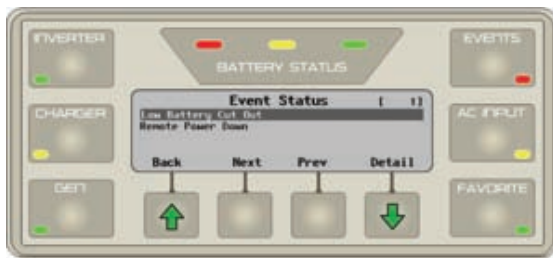 INVERTER
BATTERY STATUS
EVENTS
CHARGER
Event Status [ 1]
Low Battery Cut Out
Remote Power Down
AC INPUT
Back Next Prev Detail
GEN
FAVORITE